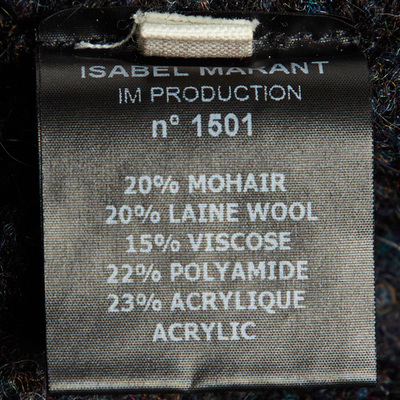 ISABEL MARANT
IM PRODUCTION
n° 1501
20% MOHAIR
20% LAINE WOOL
15% VISCOSE
22% POLYAMIDE
23% ACRYLIQUE
ACRYLIC